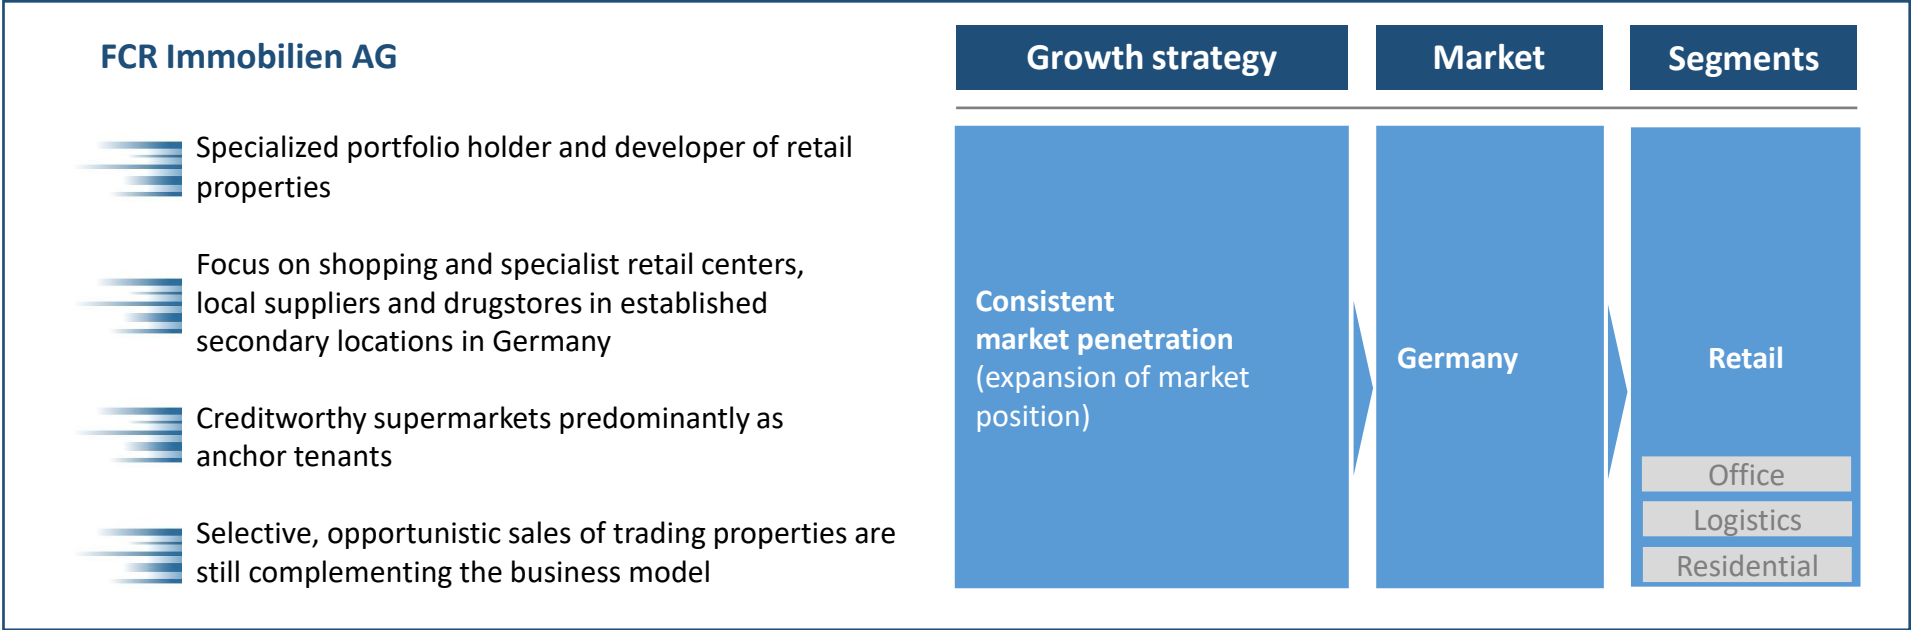 FCR Immobilien AG
Specialized portfolio holder and developer of retail
properties
Focus on shopping and specialist retail centers,
local suppliers and drugstores in established
secondary locations in Germany
Creditworthy supermarkets predominantly as
anchor tenants
Selective, opportunistic sales of trading properties are
still complementing the business model
Growth strategy
Market
Segments
Consistent
market penetration
(expansion of market
position)
Germany
Retail
Office
Logistics
Residential